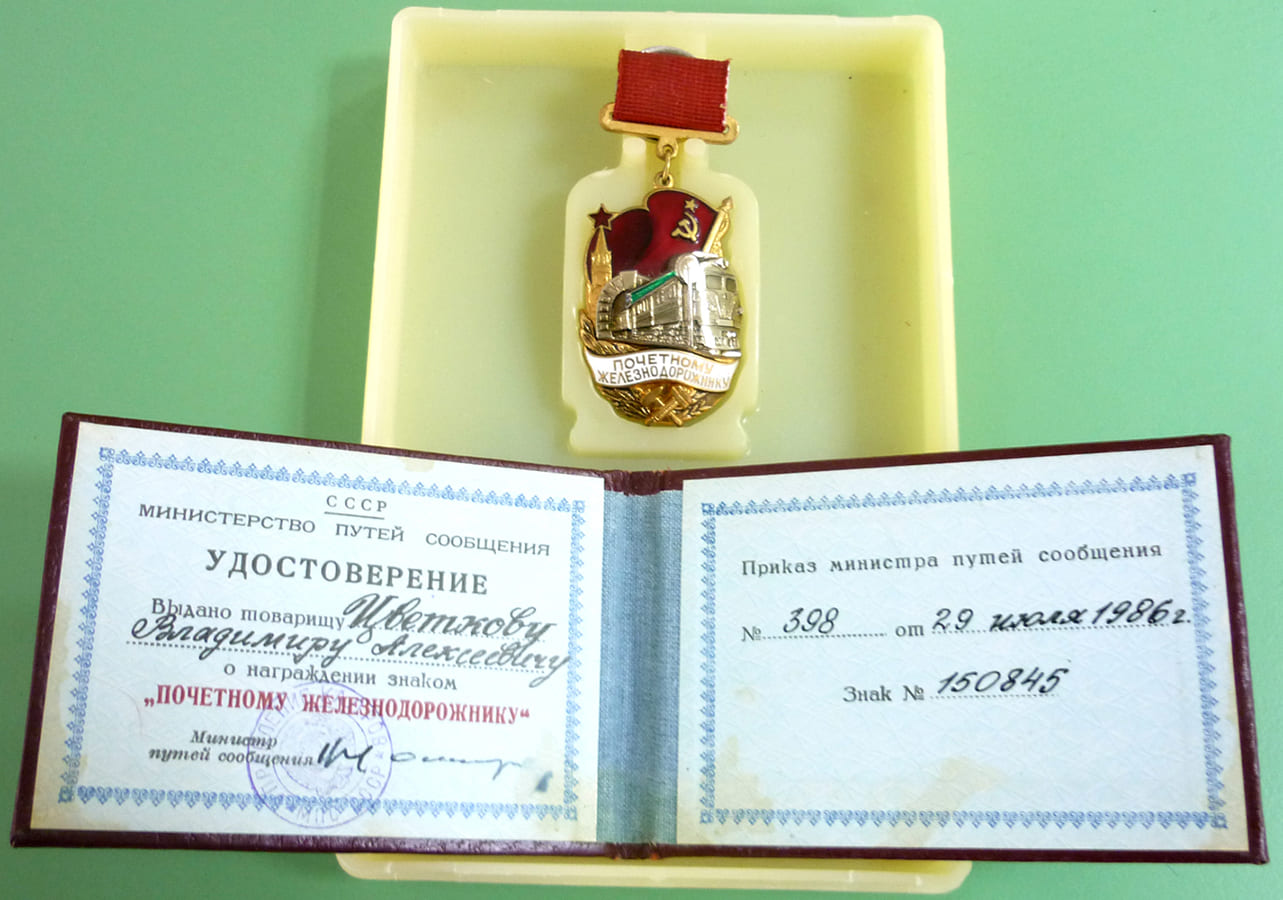 ПОЧЕТНОМУ
ЖЕЛЕЗНОДОРОЖНИКУ
СССР
МИНИСТЕРСТВО ПУТЕЙ СООБЩЕНИЯ
УДОСТОВЕРЕНИЕ
Выдано товарищу Цветкову
Владимиру Алексеевичу
о награждении знаком
„ПОЧЕТНОМУ ЖЕЛЕЗНОДОРОЖНИКУ“
Министр
путей сообщения
Приказ министра путей сообщения
№ 398 от 29 июля 1986 г.
Знак № 150845